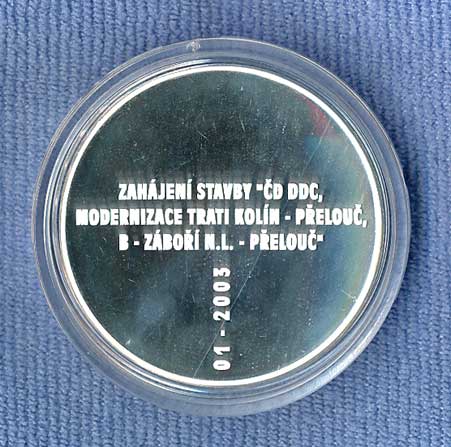 ZAHÁJENÍ STAVBY "ČD DDC,
MODERNIZACE TRATI KOLÍN - PŘELOUČ,
B - ZÁBOŘÍ N.L. - PŘELOUČ"
01 - 2003